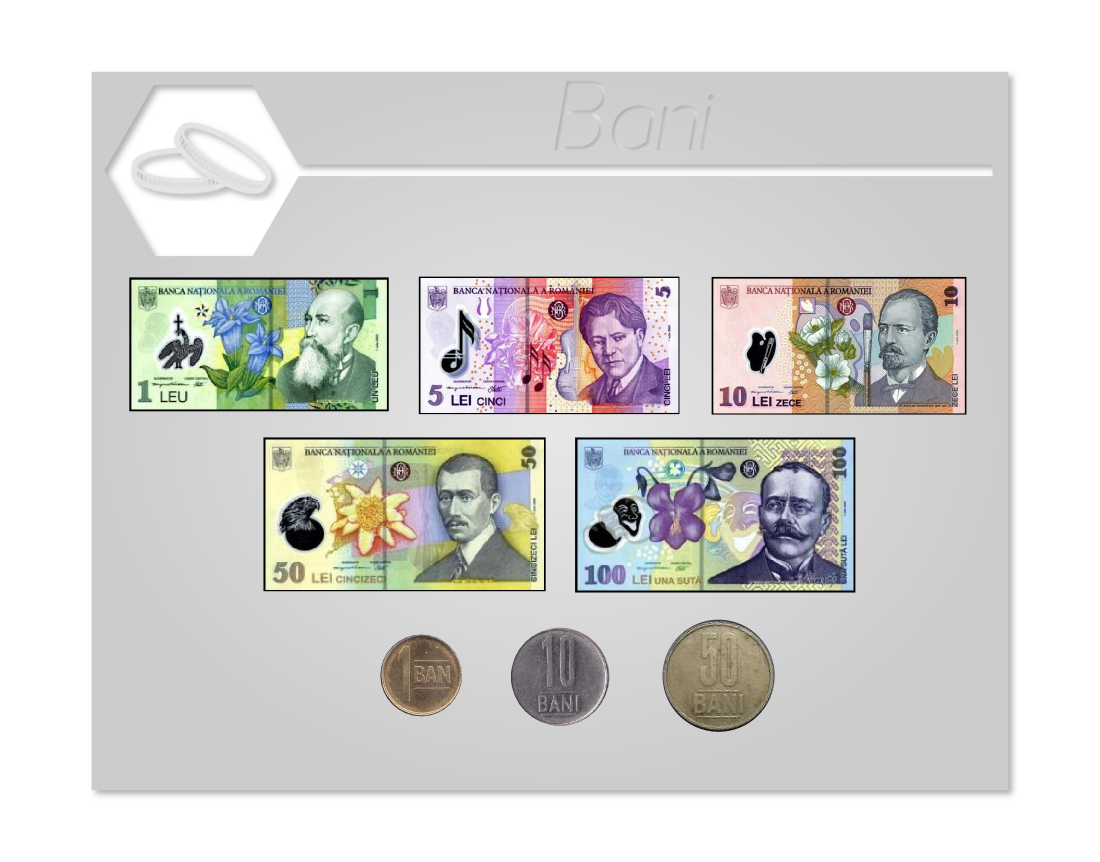 Bani
BANCA NAȚIONALĂ A ROMÂNIEI
1
1 LEU
UN LEU
BANCA NAȚIONALĂ A ROMÂNIEI
5
5 LEI CINCI
CINCI LEI
BANCA NAȚIONALĂ A ROMÂNIEI
10
10 LEI ZECE
ZECE LEI
BANCA NAȚIONALĂ A ROMÂNIEI
50
50 LEI CINCIZECI
CINCIZECI LEI
BANCA NAȚIONALĂ A ROMÂNIEI
100
100 LEI UNA SUTĂ
UNA SUTĂ LEI
1 BAN
10
BANI
50
BANI